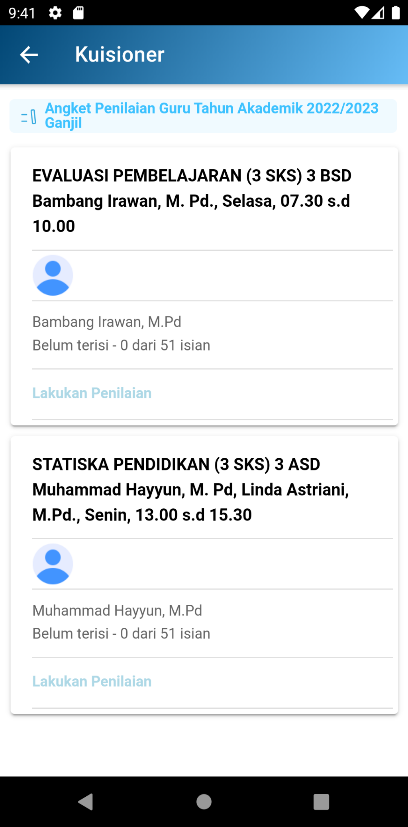 9:41
Kuisioner
Angket Penilaian Guru Tahun Akademik 2022/2023
Ganjil
EVALUASI PEMBELAJARAN (3 SKS) 3 BSD
Bambang Irawan, M. Pd., Selasa, 07.30 s.d
10.00
Bambang Irawan, M.Pd
Belum terisi - 0 dari 51 isian
Lakukan Penilaian
STATISKA PENDIDIKAN (3 SKS) 3 ASD
Muhammad Hayyun, M. Pd, Linda Astriani,
M.Pd., Senin, 13.00 s.d 15.30
Muhammad Hayyun, M.Pd
Belum terisi - 0 dari 51 isian
Lakukan Penilaian